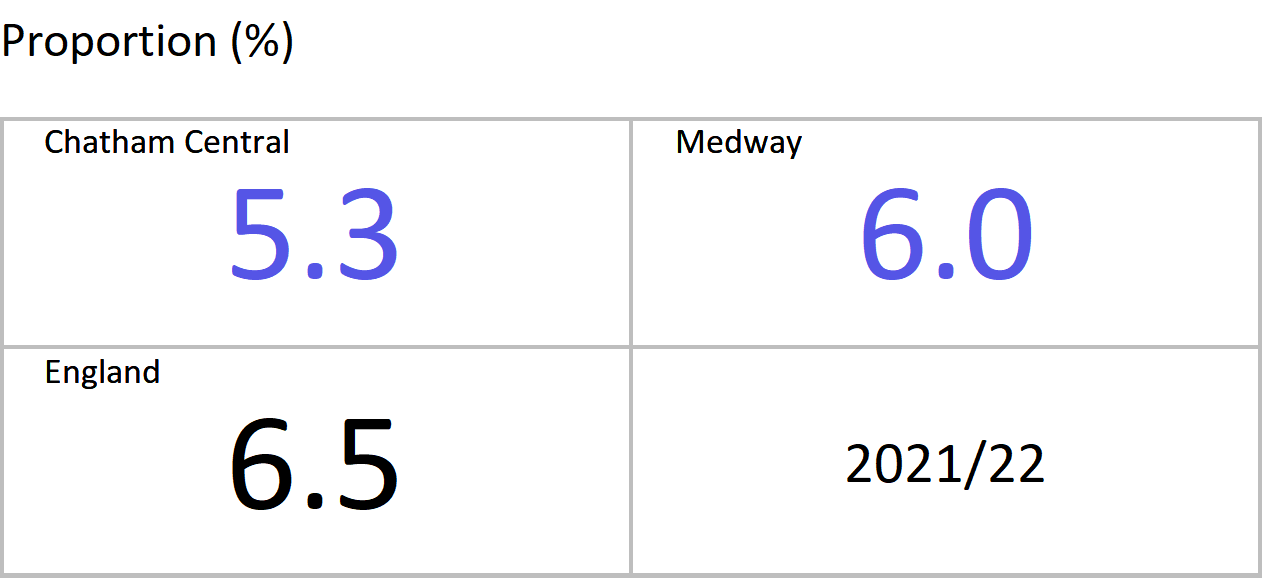 Proportion (%)
Chatham Central
5.3
Medway
6.0
England
6.5
2021/22